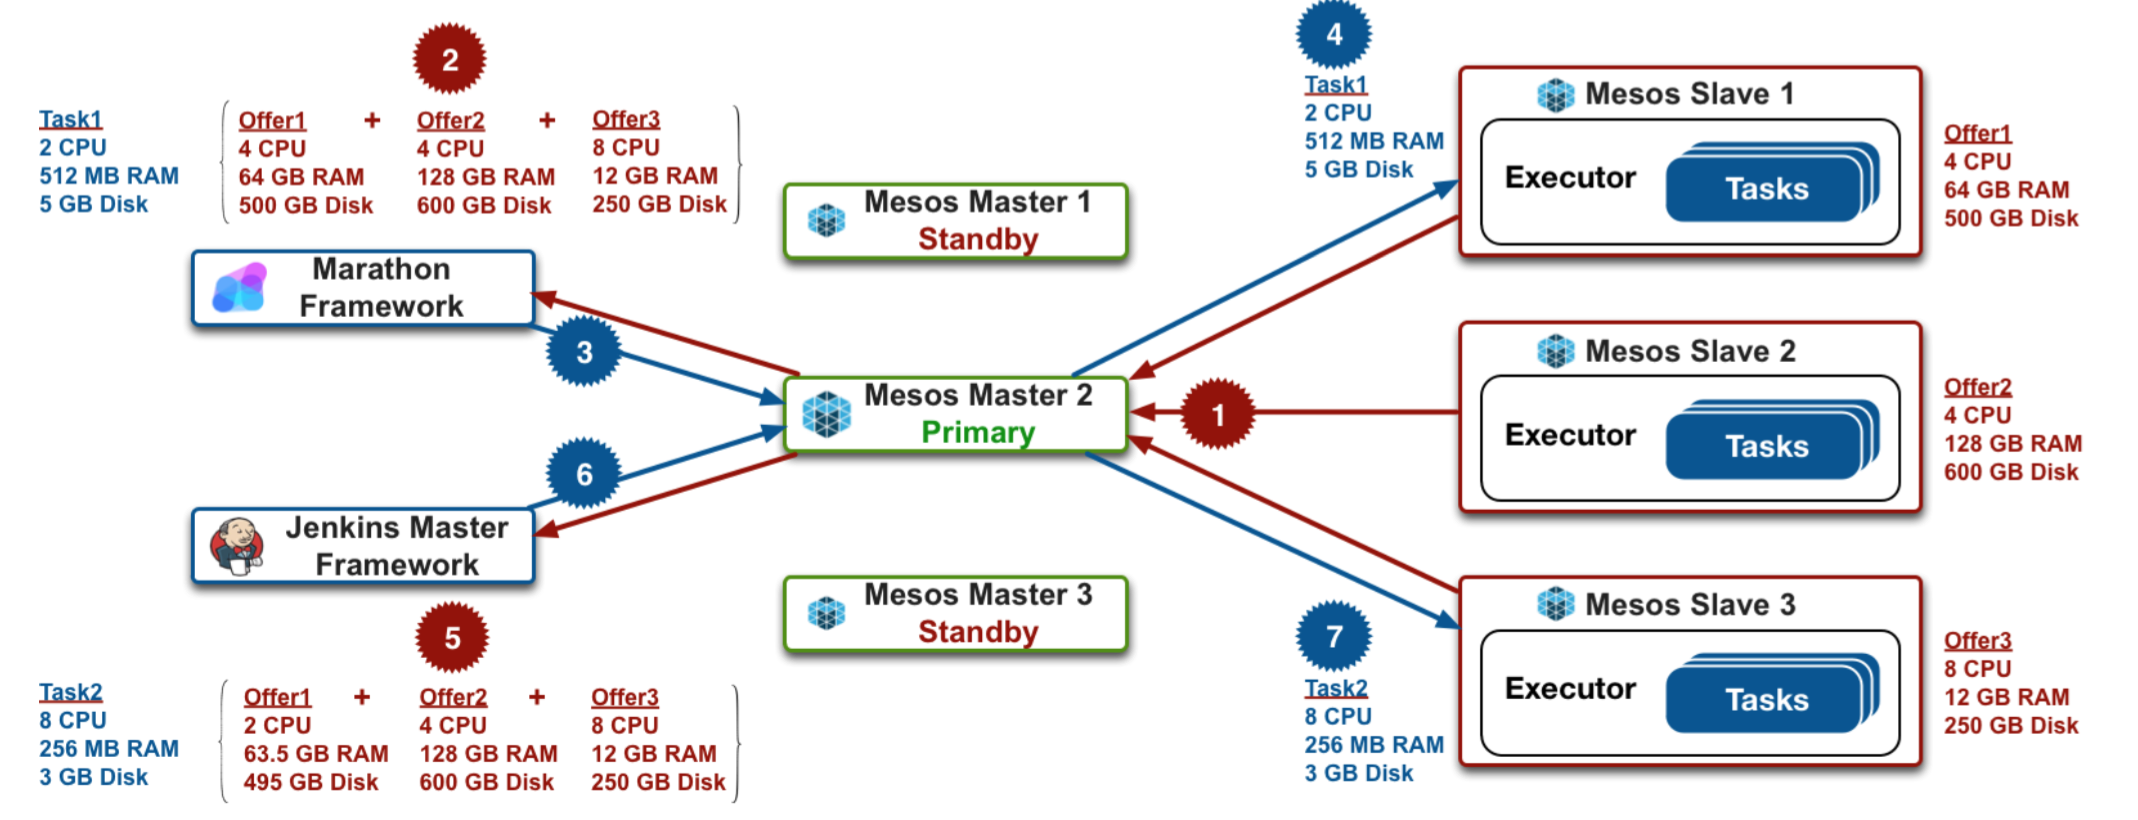 2
Task1
2 CPU
512 MB RAM
5 GB Disk
Offer1 + Offer2 + Offer3
4 CPU 4 CPU 8 CPU
64 GB RAM 128 GB RAM 12 GB RAM
500 GB Disk 600 GB Disk 250 GB Disk
Marathon
Framework
3
6
Jenkins Master
Framework
5
Task2
8 CPU
256 MB RAM
3 GB Disk
Offer1 + Offer2 + Offer3
2 CPU 4 CPU 8 CPU
63.5 GB RAM 128 GB RAM 12 GB RAM
495 GB Disk 600 GB Disk 250 GB Disk
Mesos Master 1
Standby
Mesos Master 2
Primary
Mesos Master 3
Standby
1
4
Task1
2 CPU
512 MB RAM
5 GB Disk
7
Task2
8 CPU
256 MB RAM
3 GB Disk
Mesos Slave 1
Executor
Tasks
Offer1
4 CPU
64 GB RAM
500 GB Disk
Mesos Slave 2
Executor
Tasks
Offer2
4 CPU
128 GB RAM
600 GB Disk
Mesos Slave 3
Executor
Tasks
Offer3
8 CPU
12 GB RAM
250 GB Disk